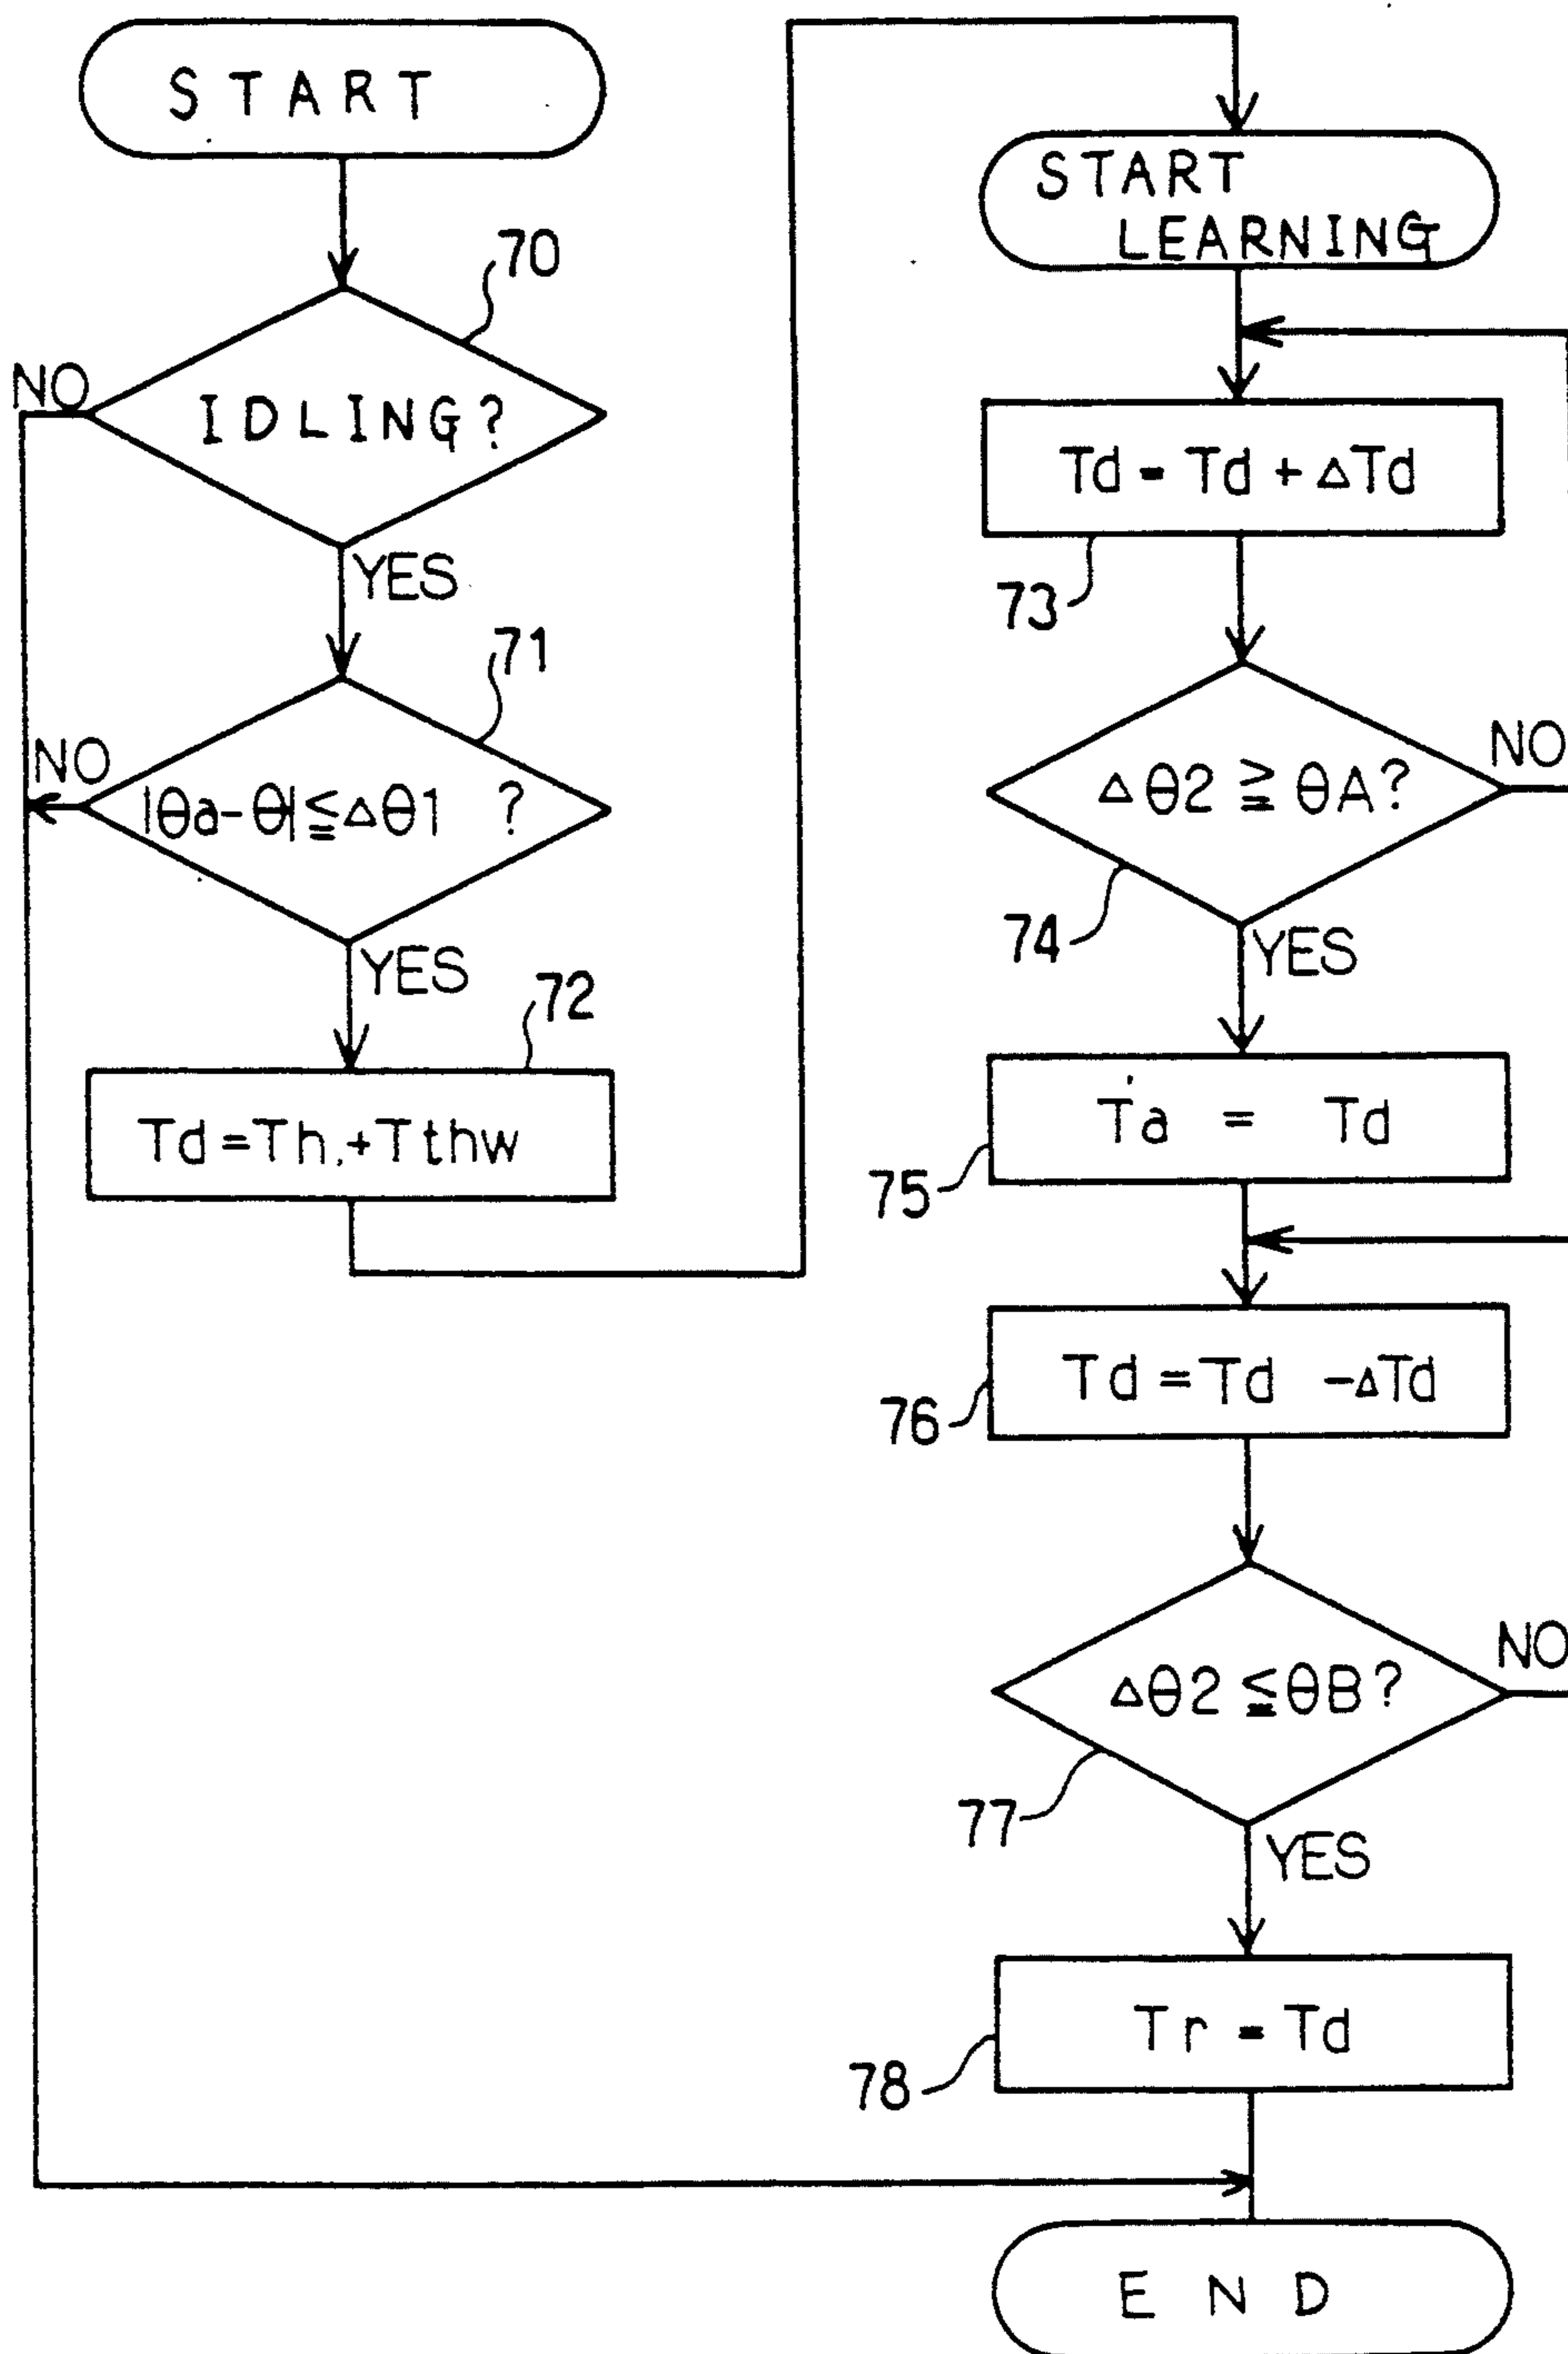 START
70
NO
IDLING?
YES
71
NO
|θa-θ|≦Δθ1 ?
YES
72
Td=Th+Tthw
START
LEARNING
Td=Td+ΔTd
73
NO
Δθ2≧θA?
74
YES
Ta = Td
75
Td=Td -ΔTd
76
NO
Δθ2≦θB?
77
YES
Tr=Td
78
END